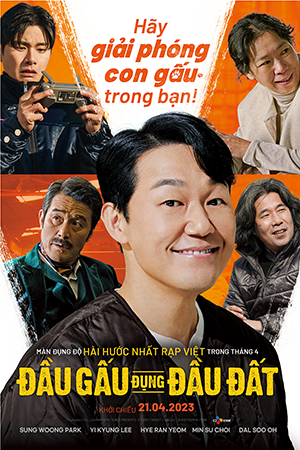 Hãy
giải phóng
con gấu
trong bạn!
MÀN ĐỤNG ĐỘ HÀI HƯỚC NHẤT RẠP VIỆT TRONG THÁNG 4
ĐẦU GẤU ĐỤNG ĐẦU ĐẤT
KHỞI CHIẾU 21.04.2023
SUNG WOONG PARK YI KYUNG LEE HYE RAN YEOM MIN SU CHOI DAL SOO OH